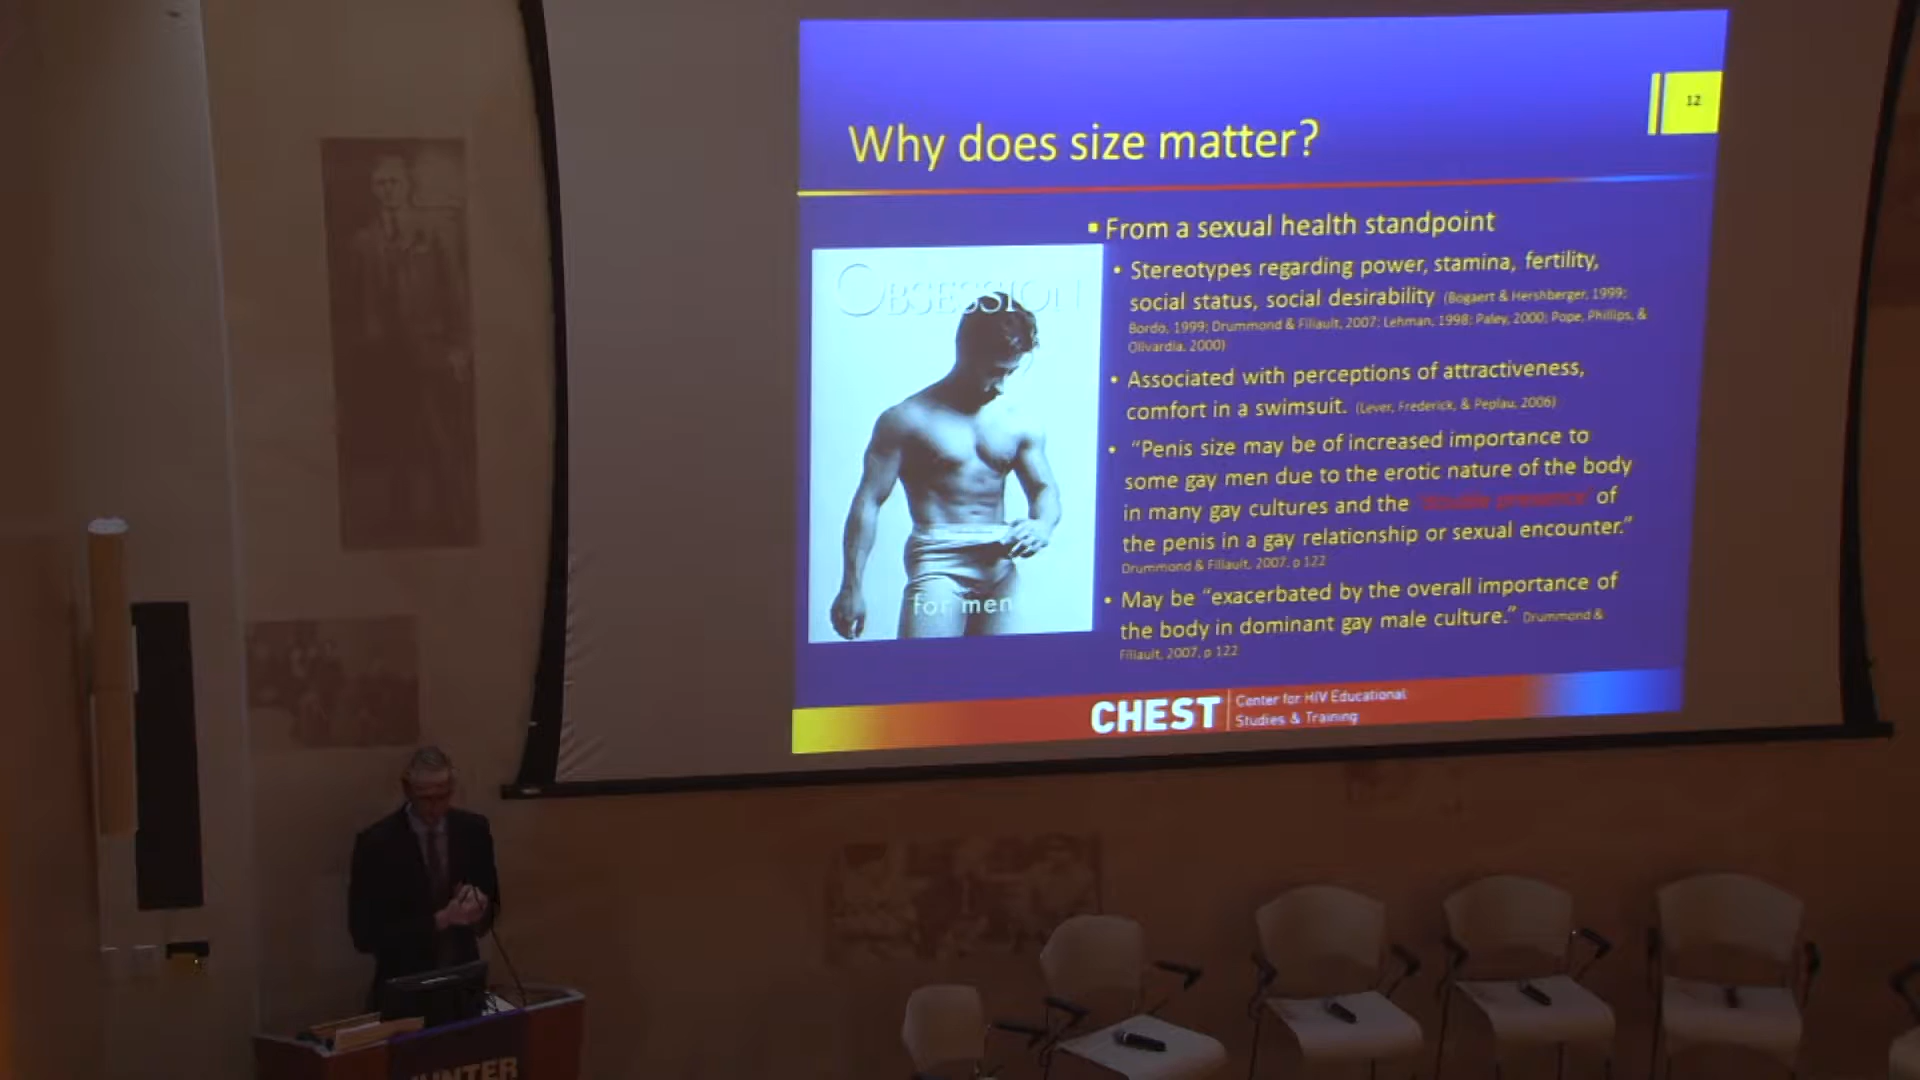 12
Why does size matter?
▪ From a sexual health standpoint
• Stereotypes regarding power, stamina, fertility,
social status, social desirability (Bogaert & Hershberger, 1999;
Bordo, 1999; Drummond & Filiault, 2007; Lehman, 1998; Paley, 2000; Pope, Phillips, &
Olivardia, 2000)
• Associated with perceptions of attractiveness,
comfort in a swimsuit. (Lever, Frederick, & Peplau, 2006)
• “Penis size may be of increased importance to
some gay men due to the erotic nature of the body
in many gay cultures and the ‘double presence’ of
the penis in a gay relationship or sexual encounter.”
Drummond & Filiault, 2007, p 122
• May be “exacerbated by the overall importance of
the body in dominant gay male culture.” Drummond &
Filiault, 2007, p 122
OBSESSION
for men
CHEST
Center for HIV Educational
Studies & Training
HUNTER